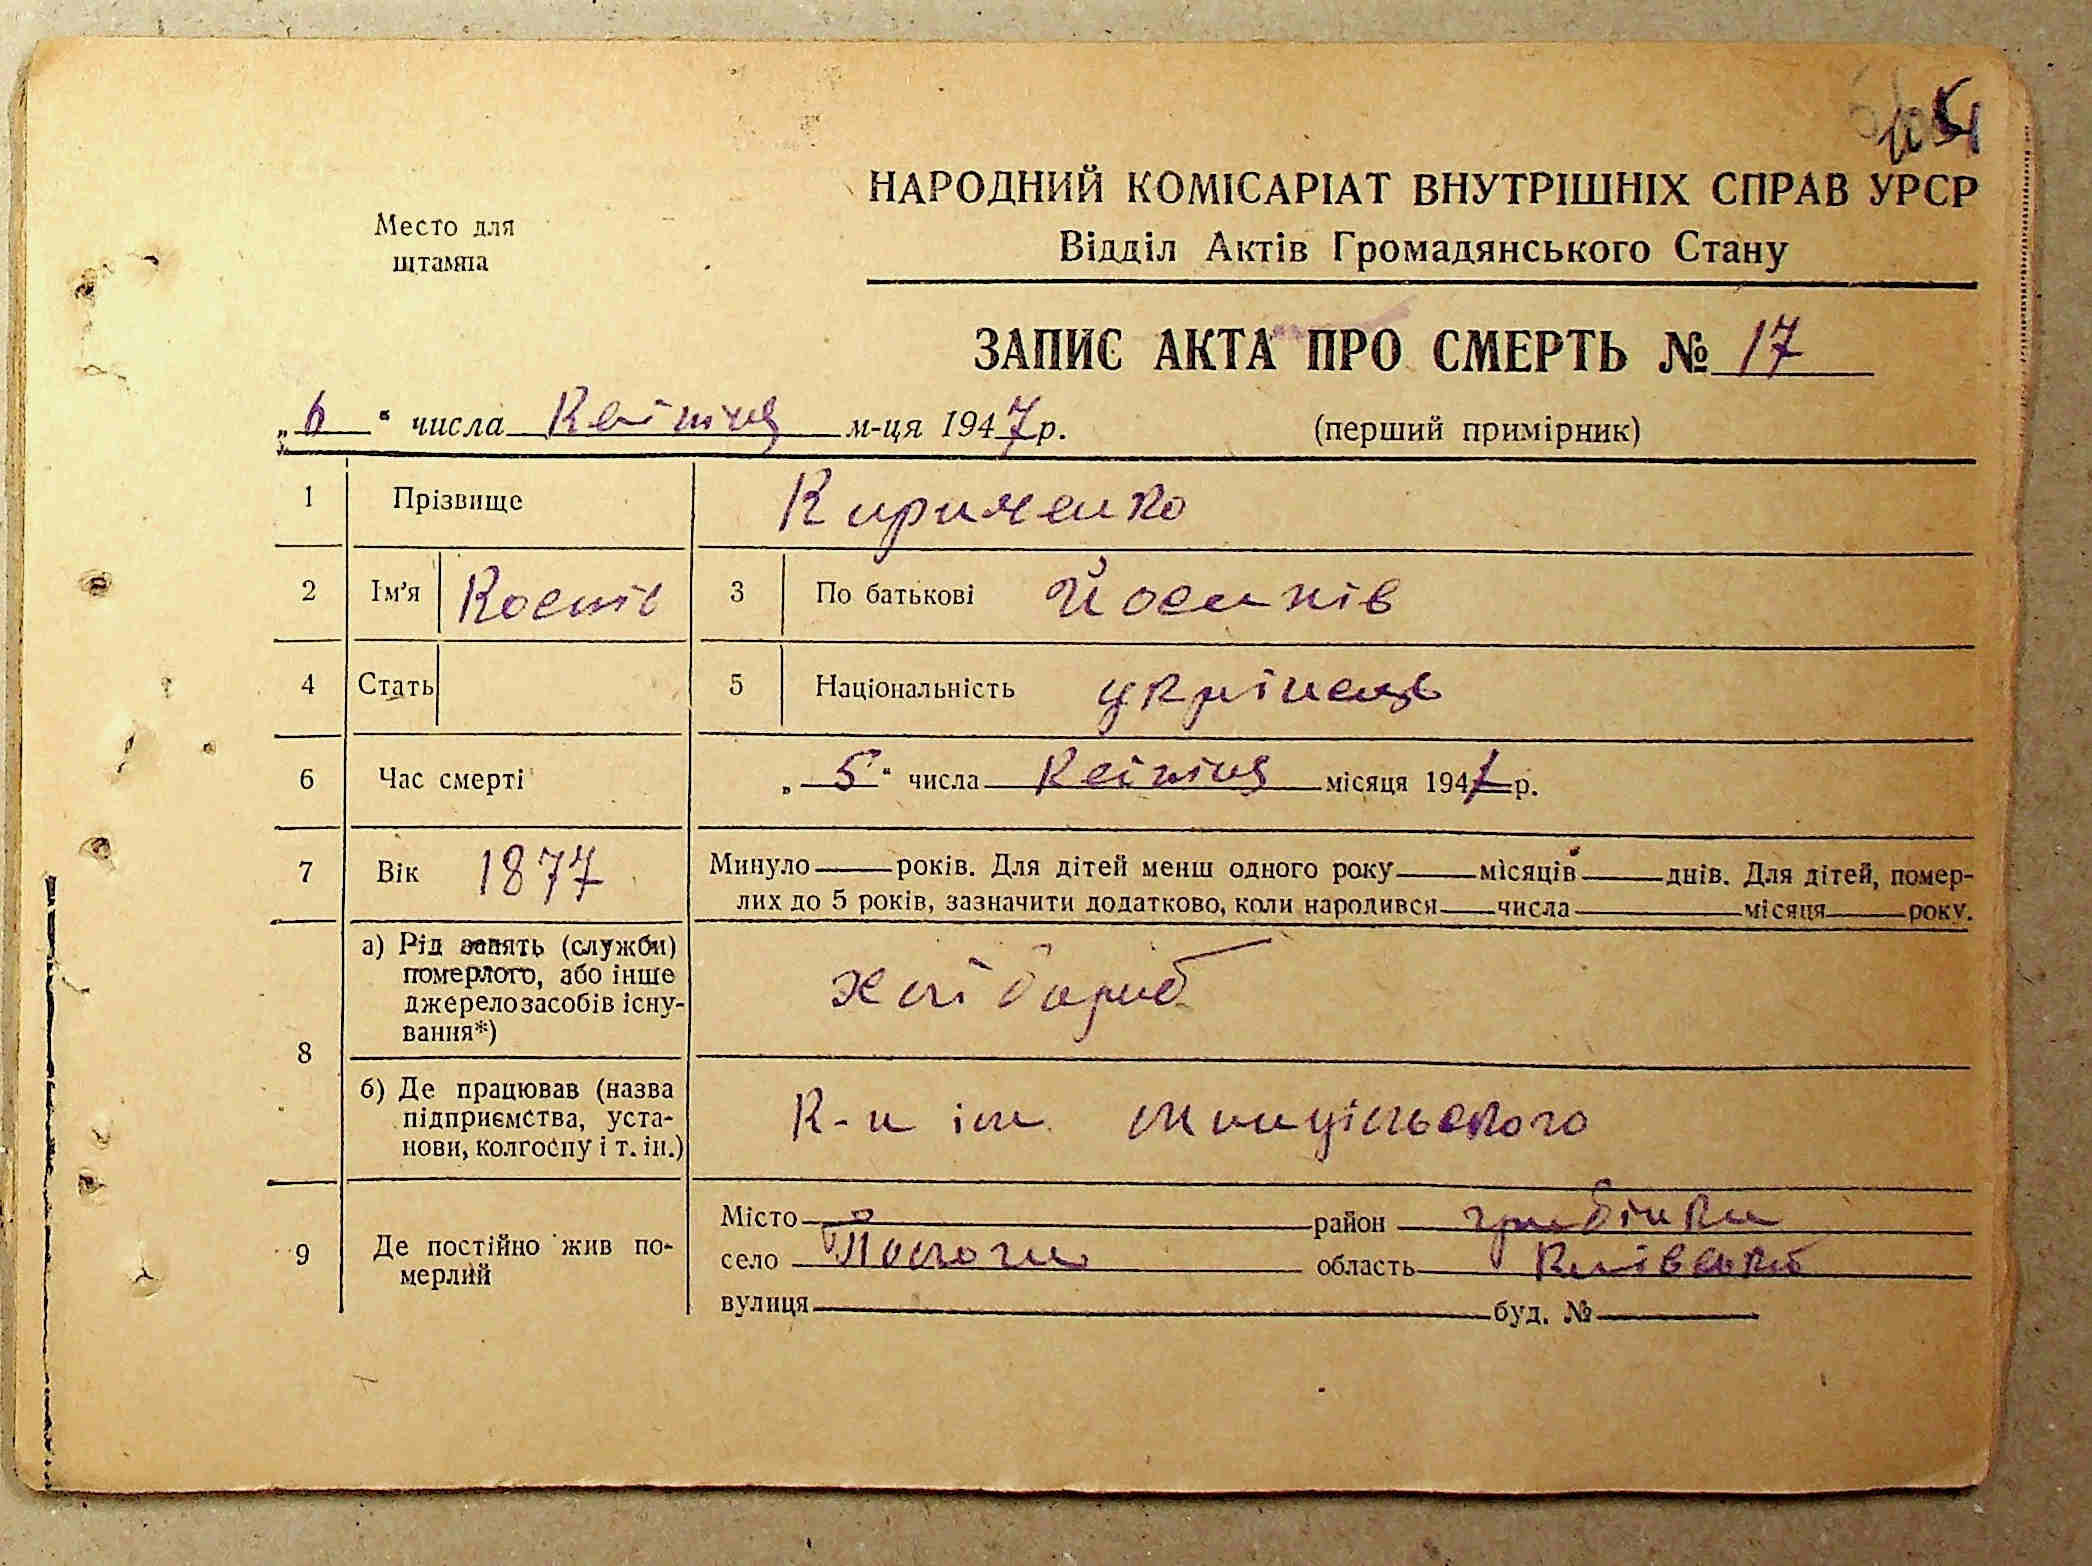 Место для
штампа
НАРОДНИЙ КОМІСАРІАТ ВНУТРІШНІХ СПРАВ УРСР
Відділ Актів Громадянського Стану
ЗАПИС АКТА ПРО СМЕРТЬ № 17
„6“ числа Квітня м-ця 1947 р.
(перший примірник)
1 Прізвище Кириченко
2 Ім'я Костів 3 По батькові Йосипів
4 Стать 5 Національність українець
6 Час смерті „5“ числа Квітня місяця 1947 р.
7 Вік 1877 Минуло років. Для дітей менш одного року місяців днів. Для дітей, помер-
лих до 5 років, зазначити додатково, коли народився числа місяця року.
8 а) Рід занять (служби)
померлого, або інше
джерело засобів існу-
вання*)
хлібороб
б) Де працював (назва
підприємства, уста-
нови, колгоспу і т. ін.)
К-п ім.
9 Де постійно жив по-
мерлий
Місто район Гребінки
село область Київська
вулиця буд. №